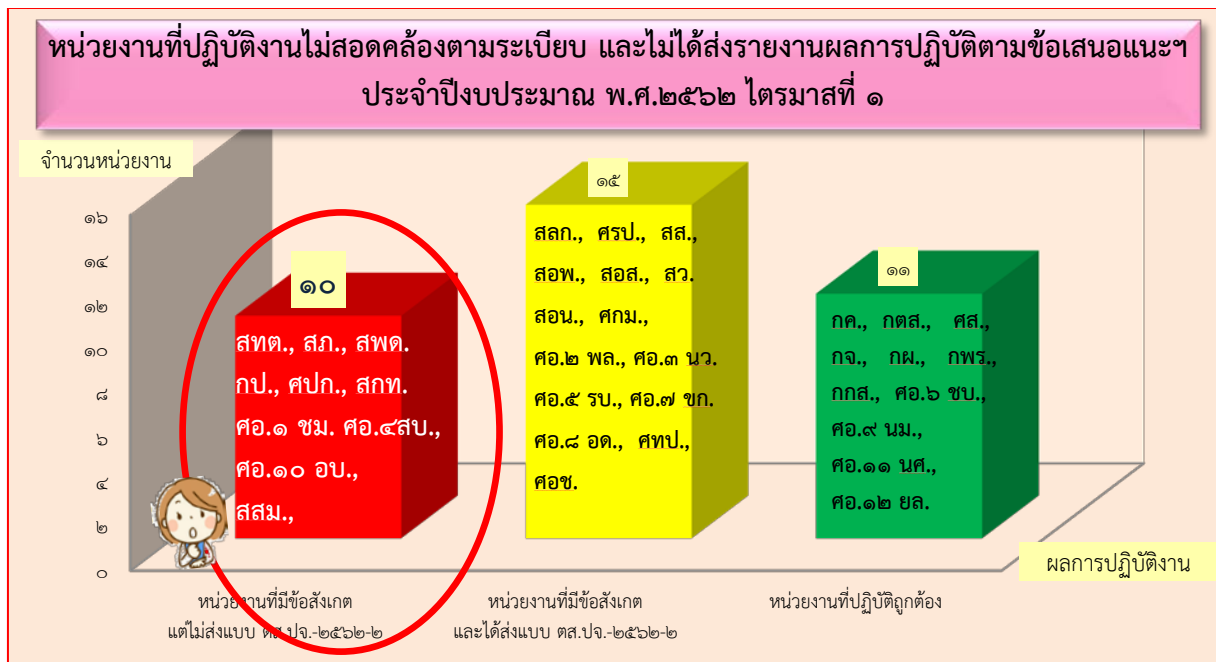 หน่วยงานที่ปฏิบัติงานไม่สอดคล้องตามระเบียบ และไม่ได้ส่งรายงานผลการปฏิบัติตามข้อเสนอแนะฯ
ประจำปีงบประมาณ พ.ศ.๒๕๖๒ ไตรมาสที่ ๑
จำนวนหน่วยงาน
๑๖
๑๔
๑๒
๑๐
๘
๖
๔
๒
๐
๑๐
สทต., สภ., สพด.
กป., ศปก., สกท.
ศอ.๑ ชม. ศอ.๔สบ.,
ศอ.๑๐ อบ.,
สสม.,
๑๕
สลก., ศรป., สส.,
สอพ., สอส., สว.
สอน., ศกม.,
ศอ.๒ พล., ศอ.๓ นว.
ศอ.๕ รบ., ศอ.๗ ขก.
ศอ.๘ อด., ศทป.,
ศอช.
๑๑
กค., กตส., ศส.,
กจ., กผ., กพร.,
กกส., ศอ.๖ ชบ.,
ศอ.๙ นม.,
ศอ.๑๑ นศ.,
ศอ.๑๒ ยล.
ผลการปฏิบัติงาน
หน่วยงานที่มีข้อสังเกต
แต่ไม่ส่งแบบ ตส.ปจ.-๒๕๖๒-๒
หน่วยงานที่มีข้อสังเกต
และได้ส่งแบบ ตส.ปจ.-๒๕๖๒-๒
หน่วยงานที่ปฏิบัติถูกต้อง